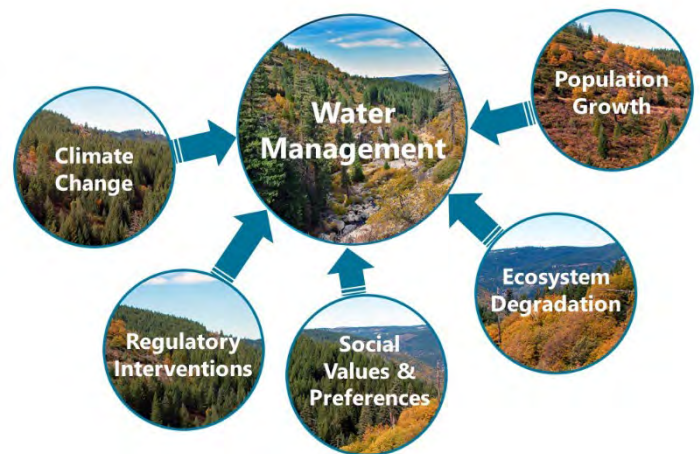 Water
Management
Population
Growth
Climate
Change
Ecosystem
Degradation
Regulatory
Interventions
Social
Values &
Preferences